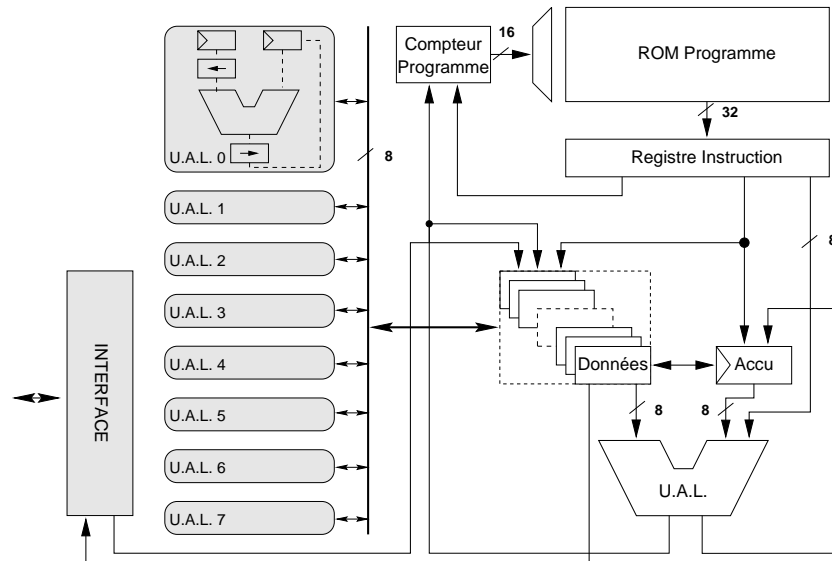 16
Compteur
Programme
ROM Programme
32
Registre Instruction
U.A.L. 0
8
U.A.L. 1
8
U.A.L. 2
U.A.L. 3
INTERFACE
U.A.L. 4
Données
Accu
U.A.L. 5
8
8
U.A.L. 6
U.A.L.
U.A.L. 7